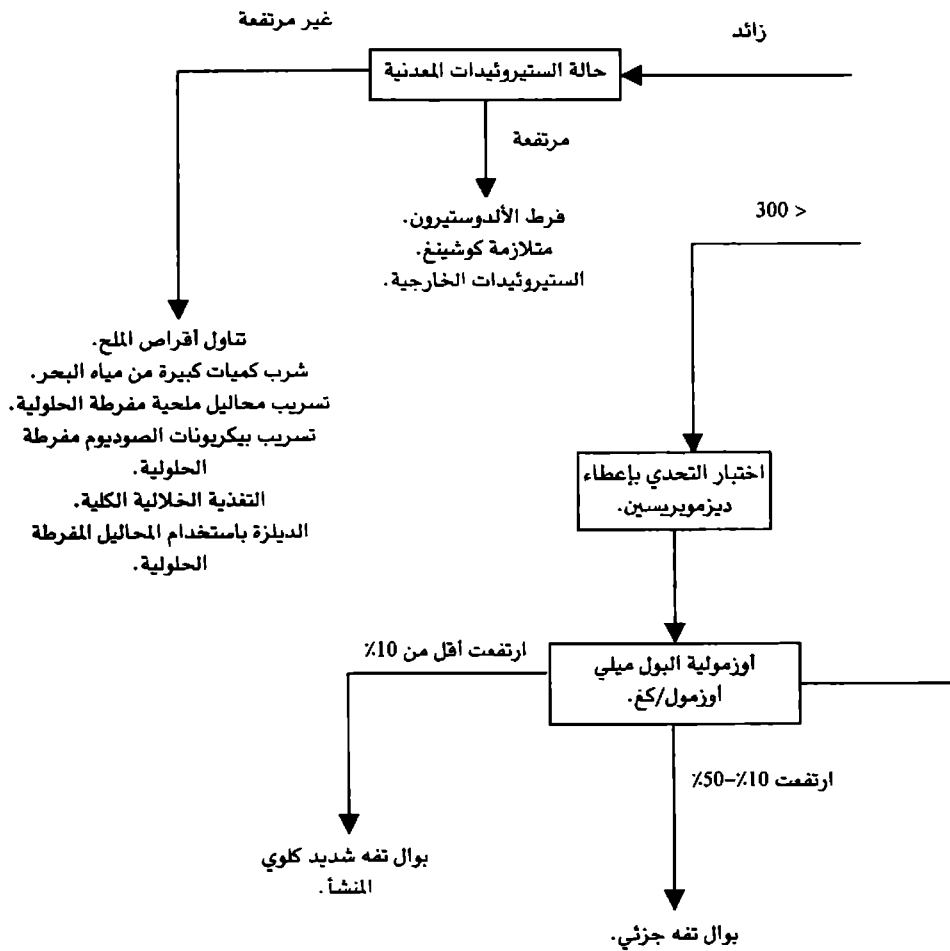 زائد
غير مرتفعة
حالة الستيروئيدات المعدنية
مرتفعة
فرط الألدوستيرون.
متلازمة كوشينغ.
الستيروئيدات الخارجية.
تناول أقراص الملح.
شرب كميات كبيرة من مياه البحر.
تسريب محاليل ملحية مفرطة الحلولية.
تسريب بيكربونات الصوديوم مفرطة
الحلولية.
التغذية الخلالية الكلية.
الديلزة باستخدام المحاليل المفرطة
الحلولية.
300 <
اختبار التحدي بإعطاء
ديزموبريسين.
أوزمولية البول ميلي
أوزمول/كغ.
ارتفعت أقل من 10٪
ارتفعت 10٪–50٪
بوال تفه شديد كلوي
المنشأ.
بوال تفه جزئي.